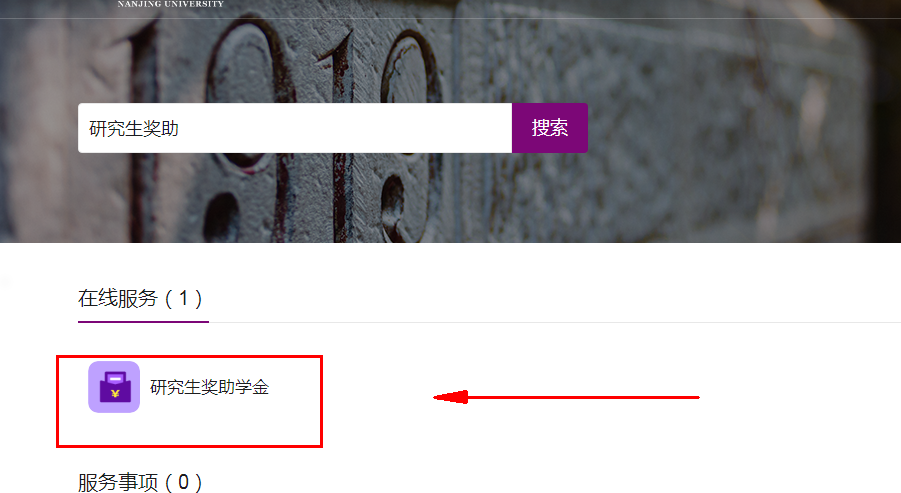 NANJING UNIVERSITY
研究生奖助
搜索
在线服务（1）
研究生奖助学金
¥
服务事项（0）